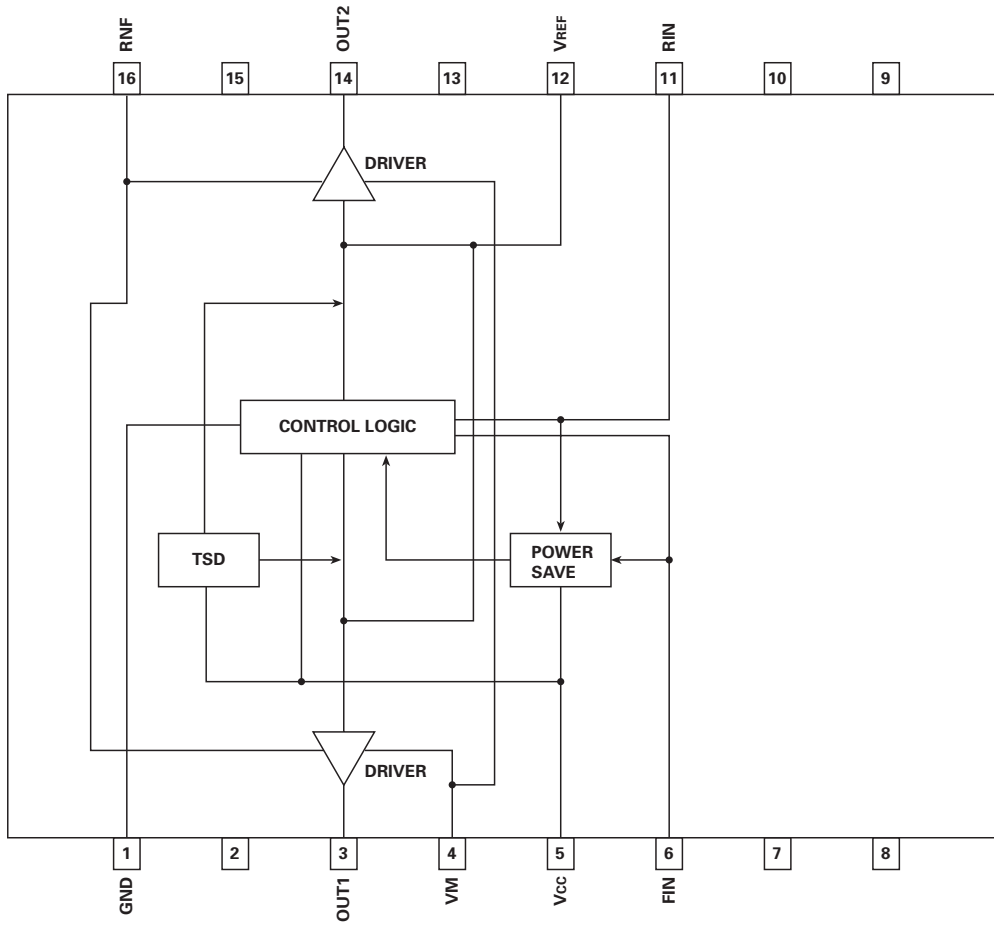 RNF
OUT2
VREF
RIN
16
15
14
13
12
11
10
9
DRIVER
CONTROL LOGIC
TSD
POWER
SAVE
DRIVER
1
2
3
4
5
6
7
8
GND
OUT1
VM
VCC
FIN